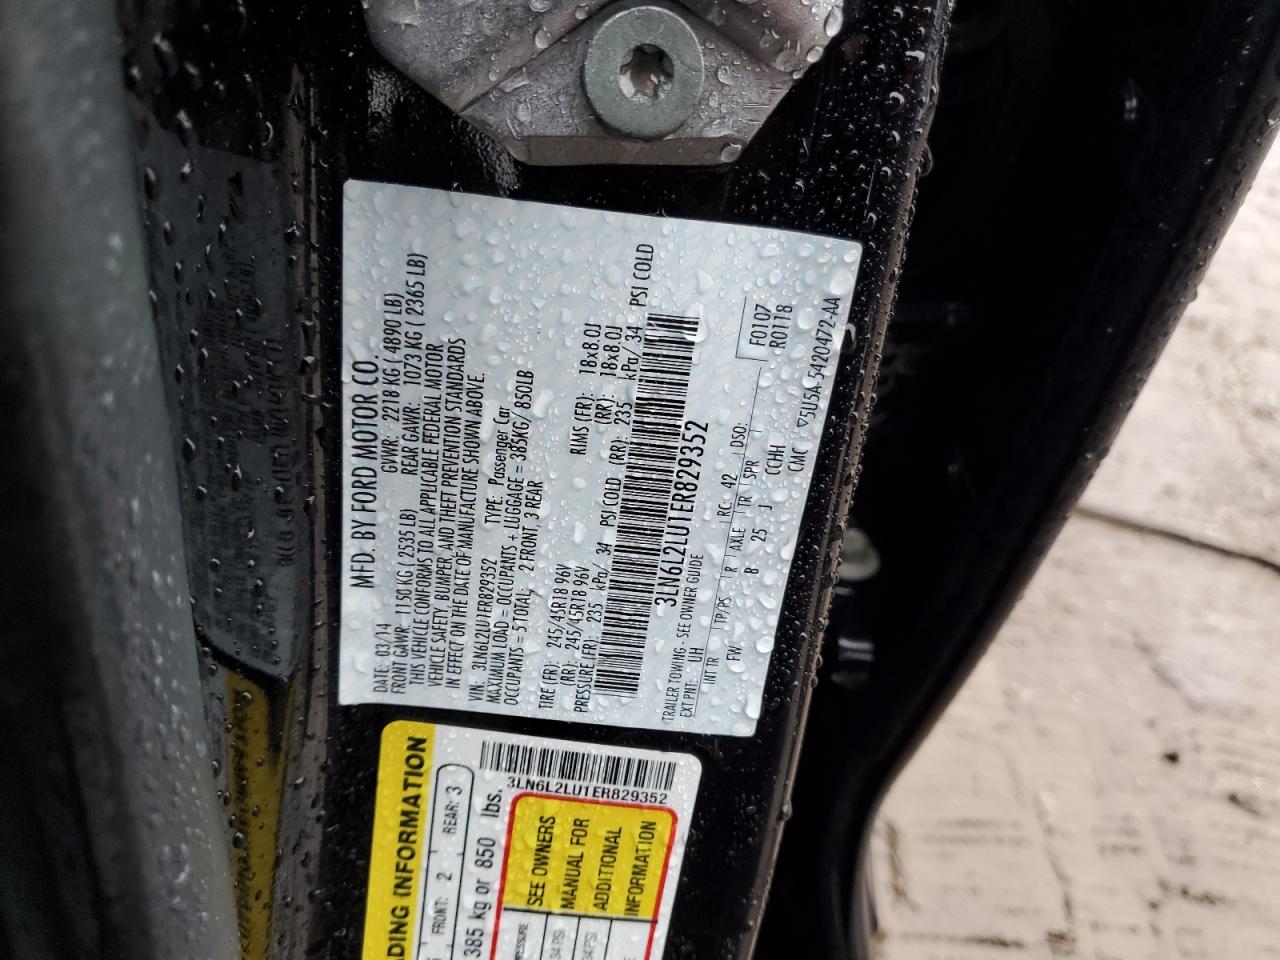 MFD. BY FORD MOTOR CO.
DATE: 03/14 GVWR: 2218 KG ( 4890 LB)
FRONT GAWR: 1150 KG ( 2535 LB) REAR GAWR: 1073 KG ( 2365 LB)
THIS VEHICLE CONFORMS TO ALL APPLICABLE FEDERAL MOTOR
VEHICLE SAFETY, BUMPER, AND THEFT PREVENTION STANDARDS
IN EFFECT ON THE DATE OF MANUFACTURE SHOWN ABOVE.
VIN: 3LN6L2LU1ER829352 TYPE: Passenger Car
MAXIMUM LOAD = OCCUPANTS + LUGGAGE = 385KG/ 850LB
OCCUPANTS = 5 TOTAL, 2 FRONT, 3 REAR
TIRE (FR): 245/45R18 96V RIMS (FR): 18x8.0J
(RR): 245/45R18 96V (RR): 18x8.0J
PRESSURE (FR): 235 kPa/ 34 PSI COLD (RR): 235 kPa/ 34 PSI COLD
3LN6L2LU1ER829352
TRAILER TOWING - SEE OWNER GUIDE
EXT PNT: UH RC: 42 DSO: F0107
R0118
INT TR TP/PS R AXLE TR SPR
FW 8 25 J CCHH
CMC ▽5U5A-5420472-AA
3LN6L2LU1ER829352
ADING INFORMATION
FRONT: 2 REAR: 3
385 kg or 850 lbs.
SEE OWNERS
MANUAL FOR
ADDITIONAL
INFORMATION
PRESSURE
34 PSI
34 PSI